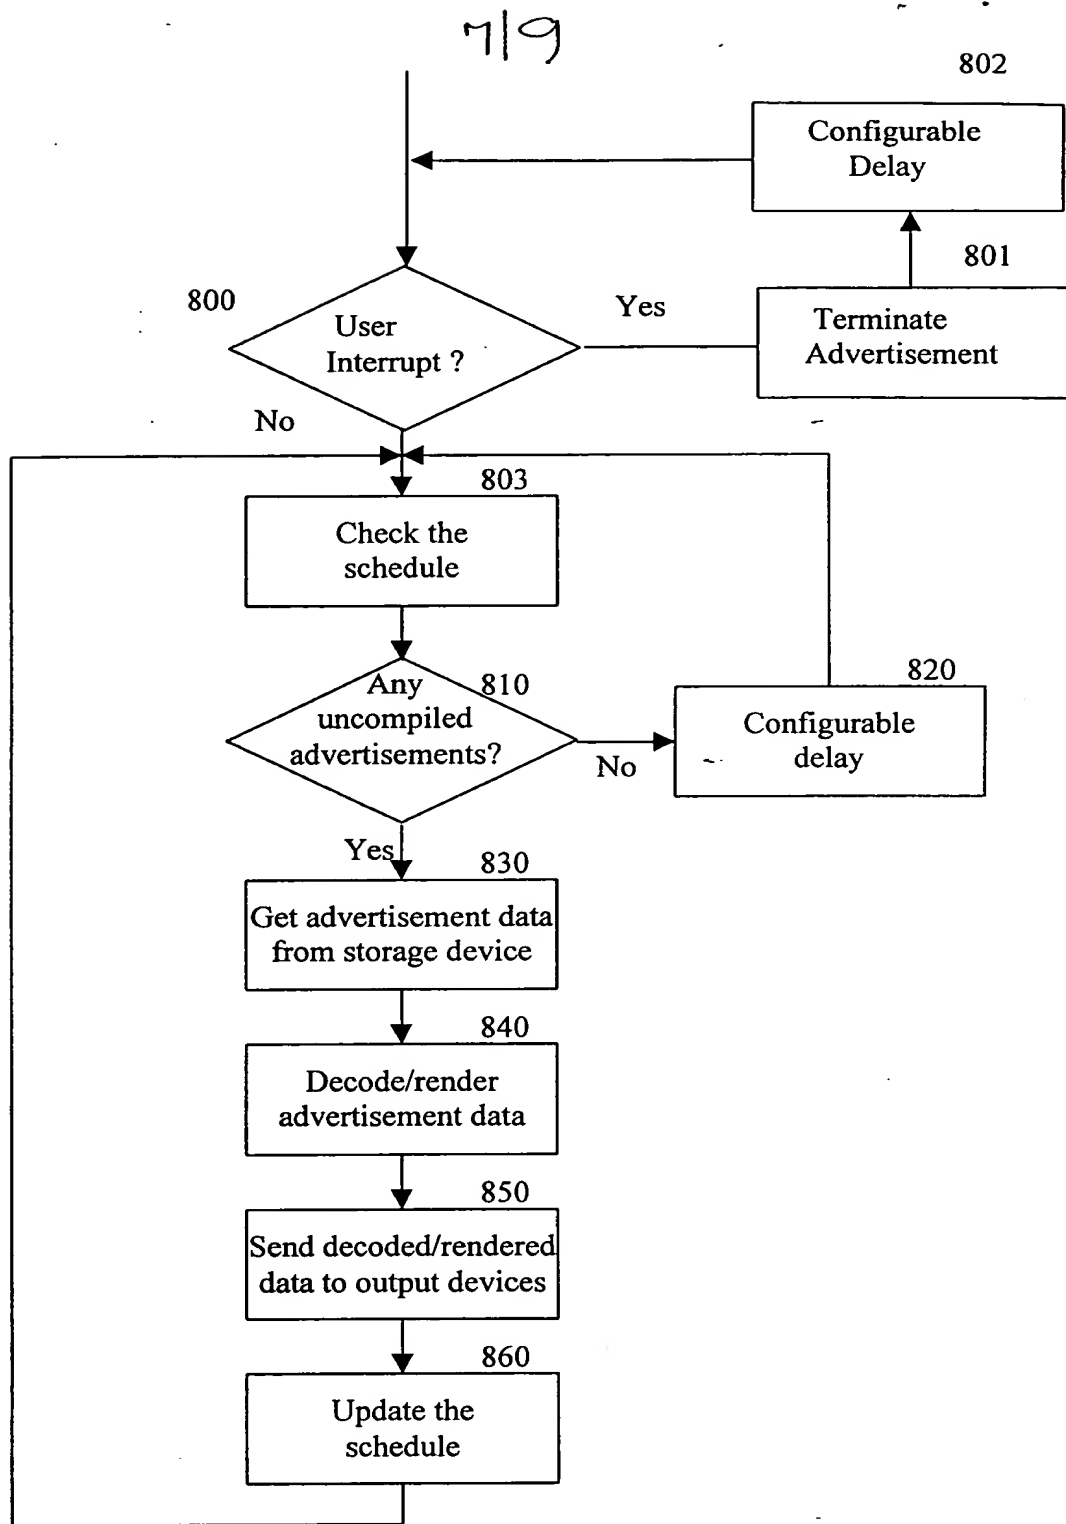 7/9
802
Configurable
Delay
801
800
User
Interrupt ?
Yes
Terminate
Advertisement
No
803
Check the
schedule
810
Any
uncompiled
advertisements?
820
Configurable
delay
No
Yes
830
Get advertisement data
from storage device
840
Decode/render
advertisement data
850
Send decoded/rendered
data to output devices
860
Update the
schedule